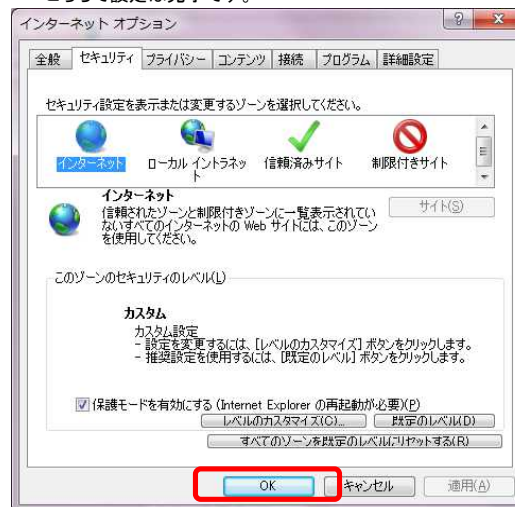 こちらで設定は完了です。
インターネット オプション
全般 セキュリティ プライバシー コンテンツ 接続 プログラム 詳細設定
セキュリティ設定を表示または変更するゾーンを選択してください。
インターネット ローカル イントラネット 信頼済みサイト 制限付きサイト
インターネット
サイト(S)
信頼されたゾーンと制限付きゾーンに一覧表示されてい
ないすべてのインターネットの Web サイトには、このゾーン
を使用してください。
このゾーンのセキュリティのレベル(L)
カスタム
カスタム設定
- 設定を変更するには、[レベルのカスタマイズ] ボタンをクリックします。
- 推奨設定を使用するには、[既定のレベル] ボタンをクリックします。
保護モードを有効にする (Internet Explorer の再起動が必要)(P)
レベルのカスタマイズ(C)... 既定のレベル(D)
すべてのゾーンを既定のレベルにリセットする(R)
OK キャンセル 適用(A)